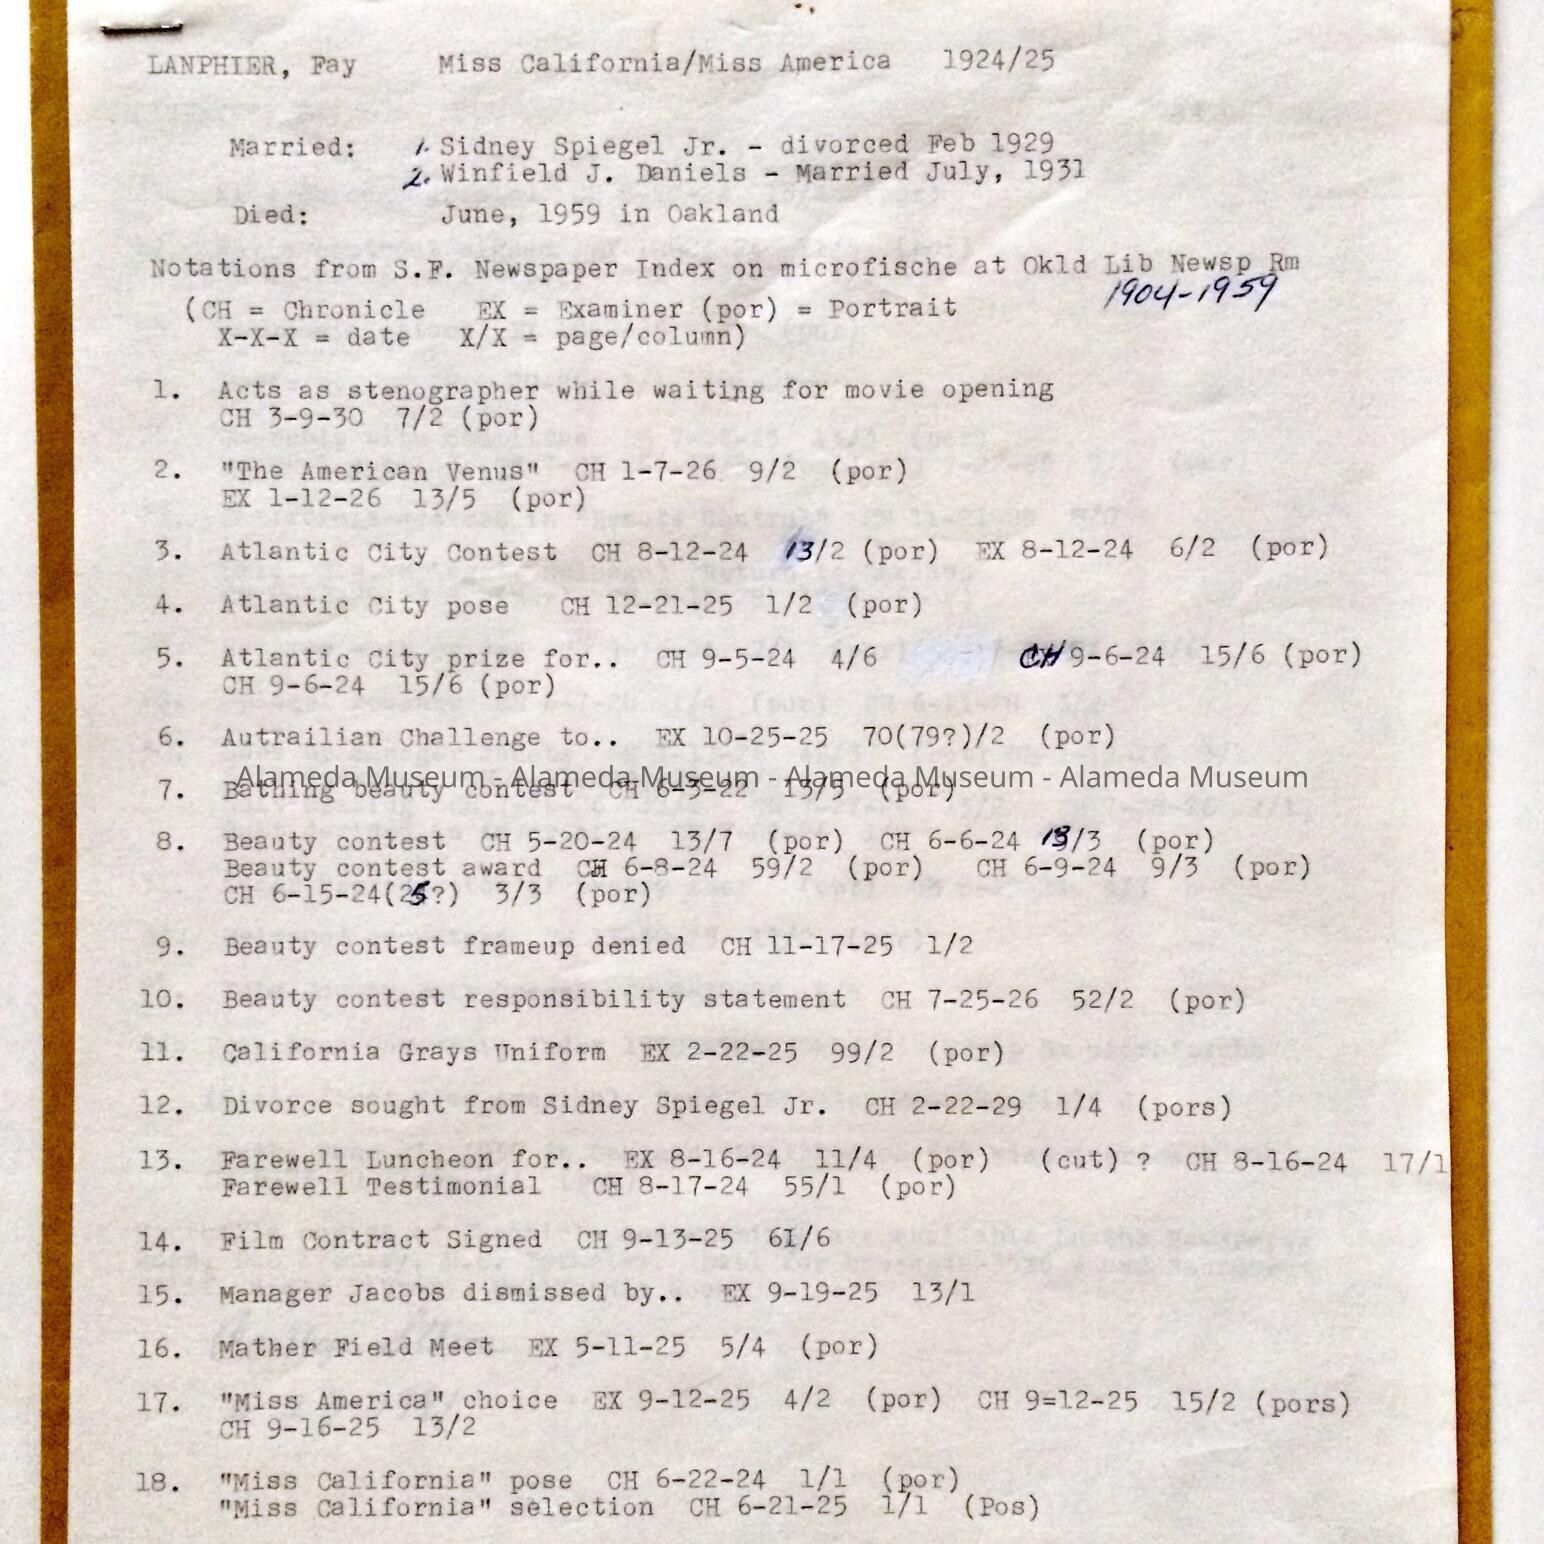 LANPHIER, Fay Miss California/Miss America 1924/25
Married: 1. Sidney Spiegel Jr. - divorced Feb 1929
2. Winfield J. Daniels - Married July, 1931
Died: June, 1959 in Oakland
Notations from S.F. Newspaper Index on microfische at Okld Lib Newsp Rm
1904-1959
(CH = Chronicle EX = Examiner (por) = Portrait
X-X-X = date X/X = page/column)
1. Acts as stenographer while waiting for movie opening
CH 3-9-30 7/2 (por)
2. "The American Venus" CH 1-7-26 9/2 (por)
EX 1-12-26 13/5 (por)
3. Atlantic City Contest CH 8-12-24 13/2 (por) EX 8-12-24 6/2 (por)
4. Atlantic City pose CH 12-21-25 1/2 (por)
5. Atlantic City prize for.. CH 9-5-24 4/6 CH 9-6-24 15/6 (por)
CH 9-6-24 15/6 (por)
6. Autrailian Challenge to.. EX 10-25-25 70(79?)/2 (por)
Alameda Museum - Alameda Museum - Alameda Museum - Alameda Museum
7. Bathing beauty contest CH 6-3-22 13/5 (por)
8. Beauty contest CH 5-20-24 13/7 (por) CH 6-6-24 13/3 (por)
Beauty contest award CH 6-8-24 59/2 (por) CH 6-9-24 9/3 (por)
CH 6-15-24(25?) 3/3 (por)
9. Beauty contest frameup denied CH 11-17-25 1/2
10. Beauty contest responsibility statement CH 7-25-26 52/2 (por)
11. California Grays Uniform EX 2-22-25 99/2 (por)
12. Divorce sought from Sidney Spiegel Jr. CH 2-22-29 1/4 (pors)
13. Farewell Luncheon for.. EX 8-16-24 11/4 (por) (cut) ? CH 8-16-24 17/1
Farewell Testimonial CH 8-17-24 55/1 (por)
14. Film Contract Signed CH 9-13-25 61/6
15. Manager Jacobs dismissed by.. EX 9-19-25 13/1
16. Mather Field Meet EX 5-11-25 5/4 (por)
17. "Miss America" choice EX 9-12-25 4/2 (por) CH 9=12-25 15/2 (pors)
CH 9-16-25 13/2
18. "Miss California" pose CH 6-22-24 1/1 (por)
"Miss California" selection CH 6-21-25 1/1 (Pos)